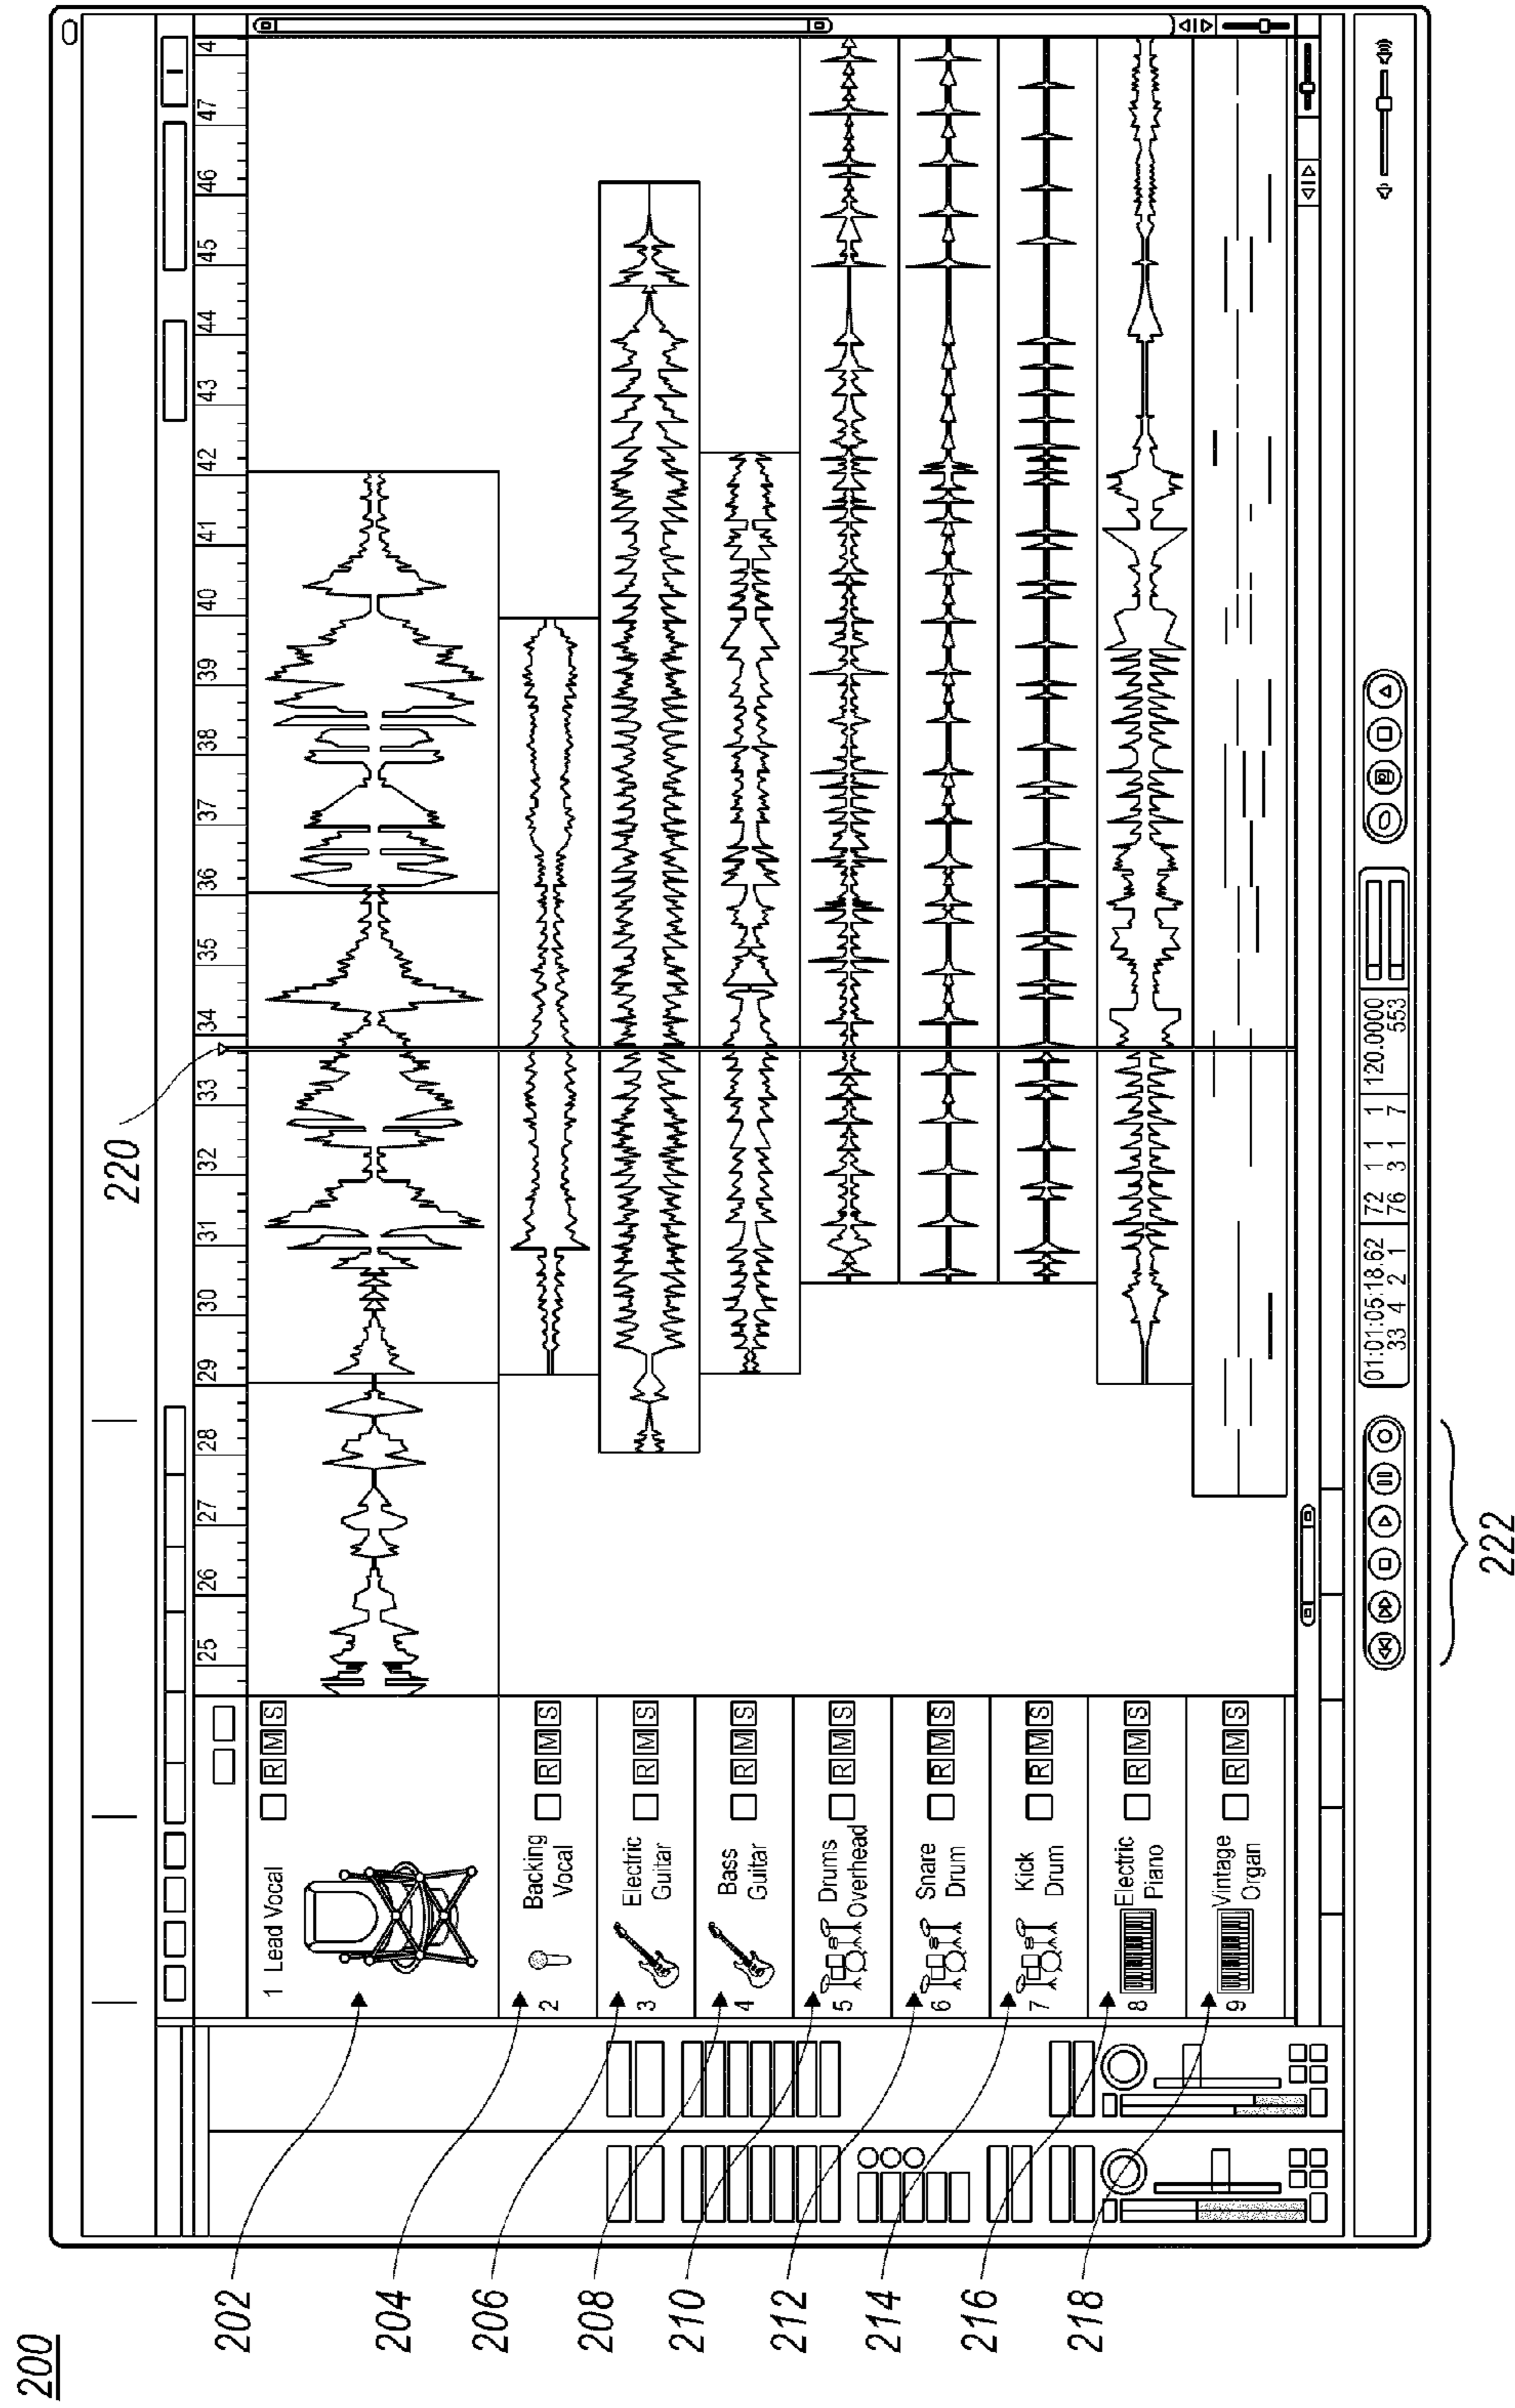 200
220
25 26 27 28 29 30 31 32 33 34 35 36 37 38 39 40 41 42 43 44 45 46 47 4
202
1 Lead Vocal R M S
204
2 Backing Vocal R M S
206
3 Electric Guitar R M S
208
4 Bass Guitar R M S
210
5 Drums Overhead R M S
212
6 Snare Drum R M S
214
7 Kick Drum R M S
216
8 Electric Piano R M S
218
9 Vintage Organ R M S
01:01:05:18.62 72 1 1 1 120.0000
33 4 2 1 76 3 1 7 553
222